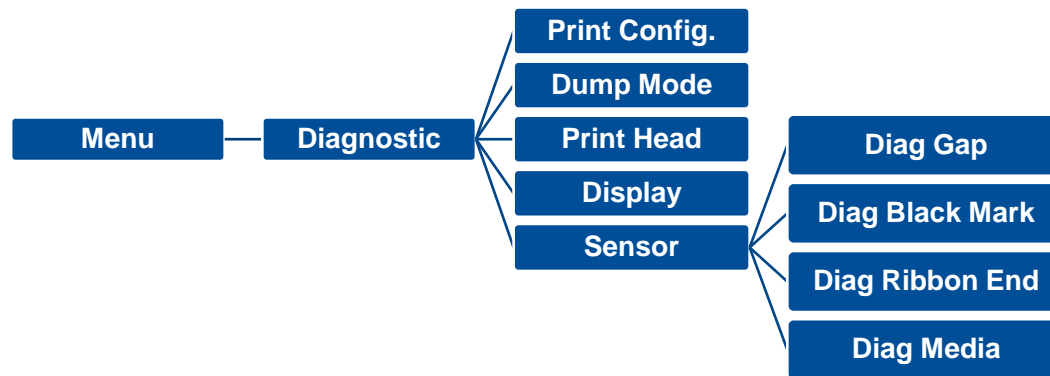 Menu
Diagnostic
Print Config.
Dump Mode
Print Head
Display
Sensor
Diag Gap
Diag Black Mark
Diag Ribbon End
Diag Media